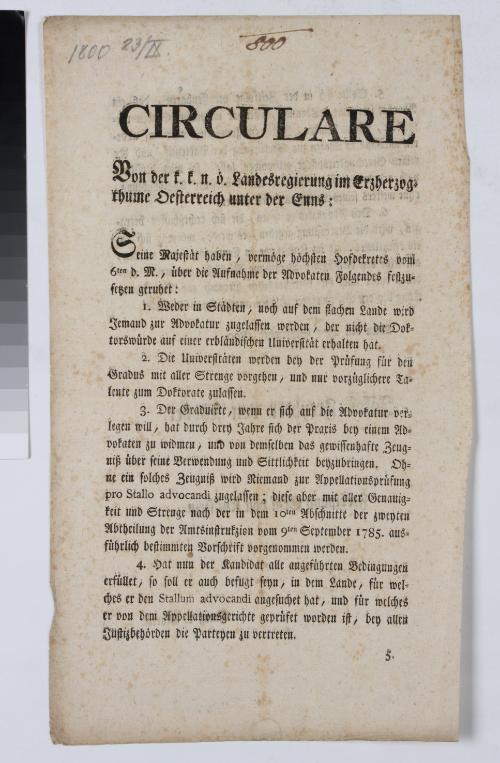 1800 23/IX
800
CIRCULARE
Von der k. k. n. ö. Landesregierung im Erzherzog-
thume Oesterreich unter der Enns:
Seine Majestät haben, vermöge höchsten Hofdekretes vom
6ten d. M., über die Aufnahme der Advokaten Folgendes festzu-
setzen geruhet:
1. Weder in Städten, noch auf dem flachen Lande wird
Jemand zur Advokatur zugelassen werden, der nicht die Dok-
torswürde auf einer erbländischen Universität erhalten hat.
2. Die Universitäten werden bey der Prüfung für den
Gradus mit aller Strenge vorgehen, und nur vorzüglichere Ta-
lente zum Doktorate zulassen.
3. Der Graduirte, wenn er sich auf die Advokatur ver-
legen will, hat durch drey Jahre sich der Praxis bey einem Ad-
vokaten zu widmen, und von demselben das gewissenhafte Zeug-
niß über seine Verwendung und Sittlichkeit beyzubringen. Oh-
ne ein solches Zeugniß wird Niemand zur Appellationsprüfung
pro Stallo advocandi zugelassen; diese aber mit aller Genauig-
keit und Strenge nach der in dem 10ten Abschnitte der zweyten
Abtheilung der Amtsinstrukzion vom 9ten September 1785. aus-
führlich bestimmten Vorschrift vorgenommen werden.
4. Hat nun der Kandidat alle angeführten Bedingungen
erfüllet, so soll er auch befugt seyn, in dem Lande, für wel-
ches er den Stallum advocandi angesuchet hat, und für welches
er von dem Appellationsgerichte geprüfet worden ist, bey allen
Justizbehörden die Parteyen zu vertreten.
5.